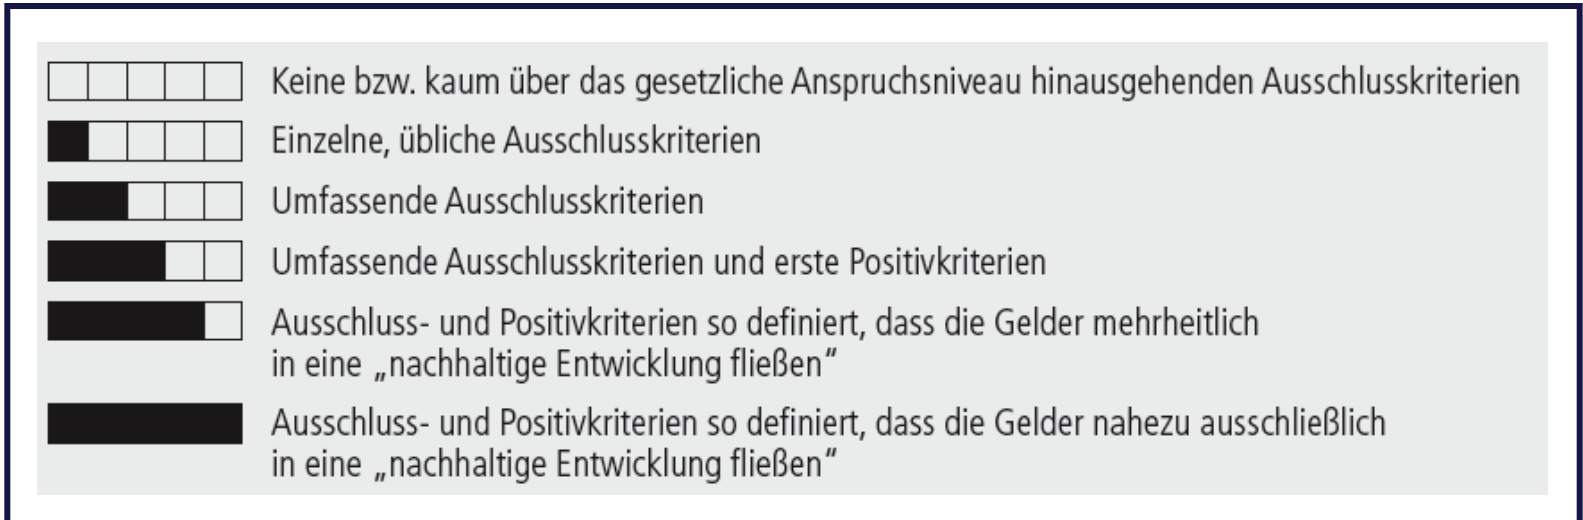 Keine bzw. kaum über das gesetzliche Anspruchsniveau hinausgehenden Ausschlusskriterien
Einzelne, übliche Ausschlusskriterien
Umfassende Ausschlusskriterien
Umfassende Ausschlusskriterien und erste Positivkriterien
Ausschluss- und Positivkriterien so definiert, dass die Gelder mehrheitlich
in eine „nachhaltige Entwicklung fließen“
Ausschluss- und Positivkriterien so definiert, dass die Gelder nahezu ausschließlich
in eine „nachhaltige Entwicklung fließen“